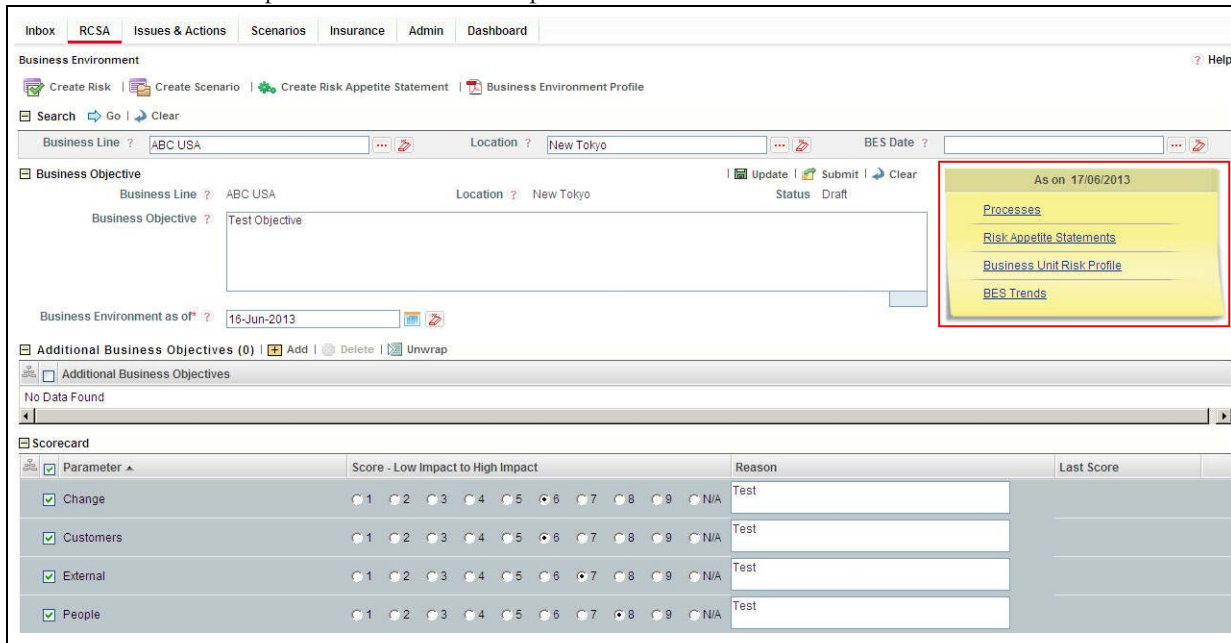 Inbox RCSA Issues & Actions Scenarios Insurance Admin Dashboard
Business Environment ? Help
Create Risk | Create Scenario | Create Risk Appetite Statement | Business Environment Profile
Search Go | Clear
Business Line ? ABC USA ... Location ? New Tokyo ... BES Date ? ...
Business Objective | Update | Submit | Clear
As on 17/06/2013
Business Line ? ABC USA Location ? New Tokyo Status Draft
Processes
Business Objective ? Test Objective
Risk Appetite Statements
Business Unit Risk Profile
BES Trends
Business Environment as of* ? 16-Jun-2013
Additional Business Objectives (0) | Add | Delete | Unwrap
Additional Business Objectives
No Data Found
Scorecard
Parameter Score - Low Impact to High Impact Reason Last Score
Change 1 2 3 4 5 6 7 8 9 N/A Test
Customers 1 2 3 4 5 6 7 8 9 N/A Test
External 1 2 3 4 5 6 7 8 9 N/A Test
People 1 2 3 4 5 6 7 8 9 N/A Test